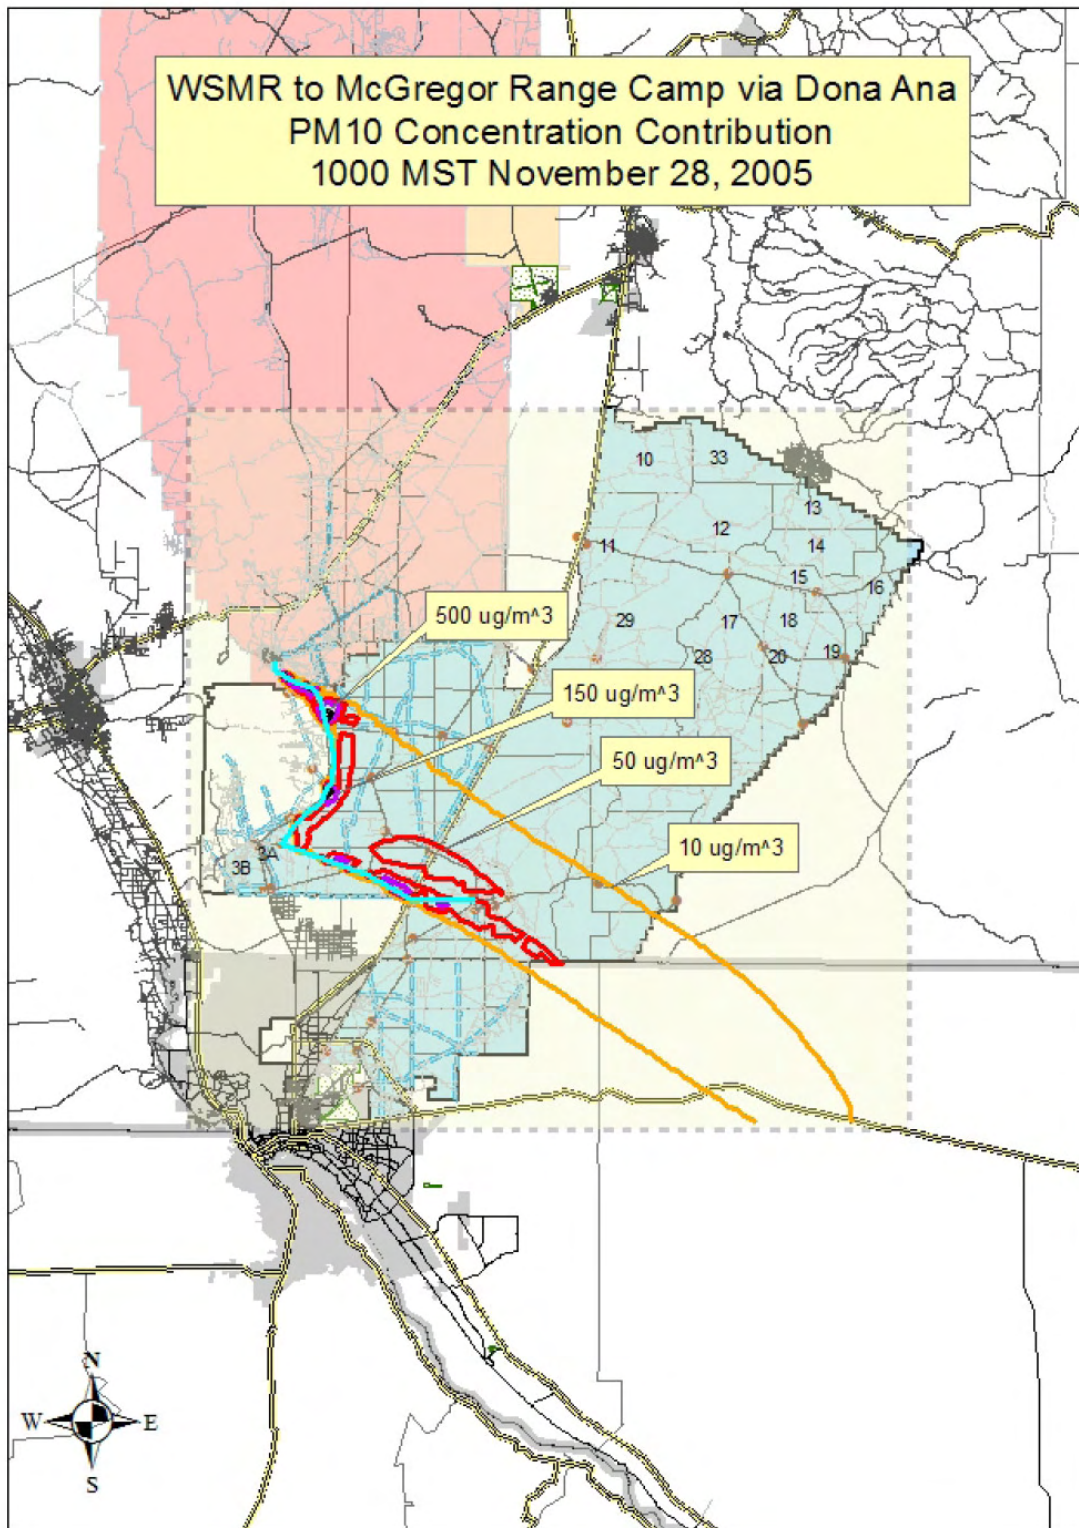 WSMR to McGregor Range Camp via Dona Ana
PM10 Concentration Contribution
1000 MST November 28, 2005
10
33
13
12
14
11
15
16
500 ug/m^3
29
17
18
28
20
19
150 ug/m^3
50 ug/m^3
10 ug/m^3
3A
3B
N
W
E
S